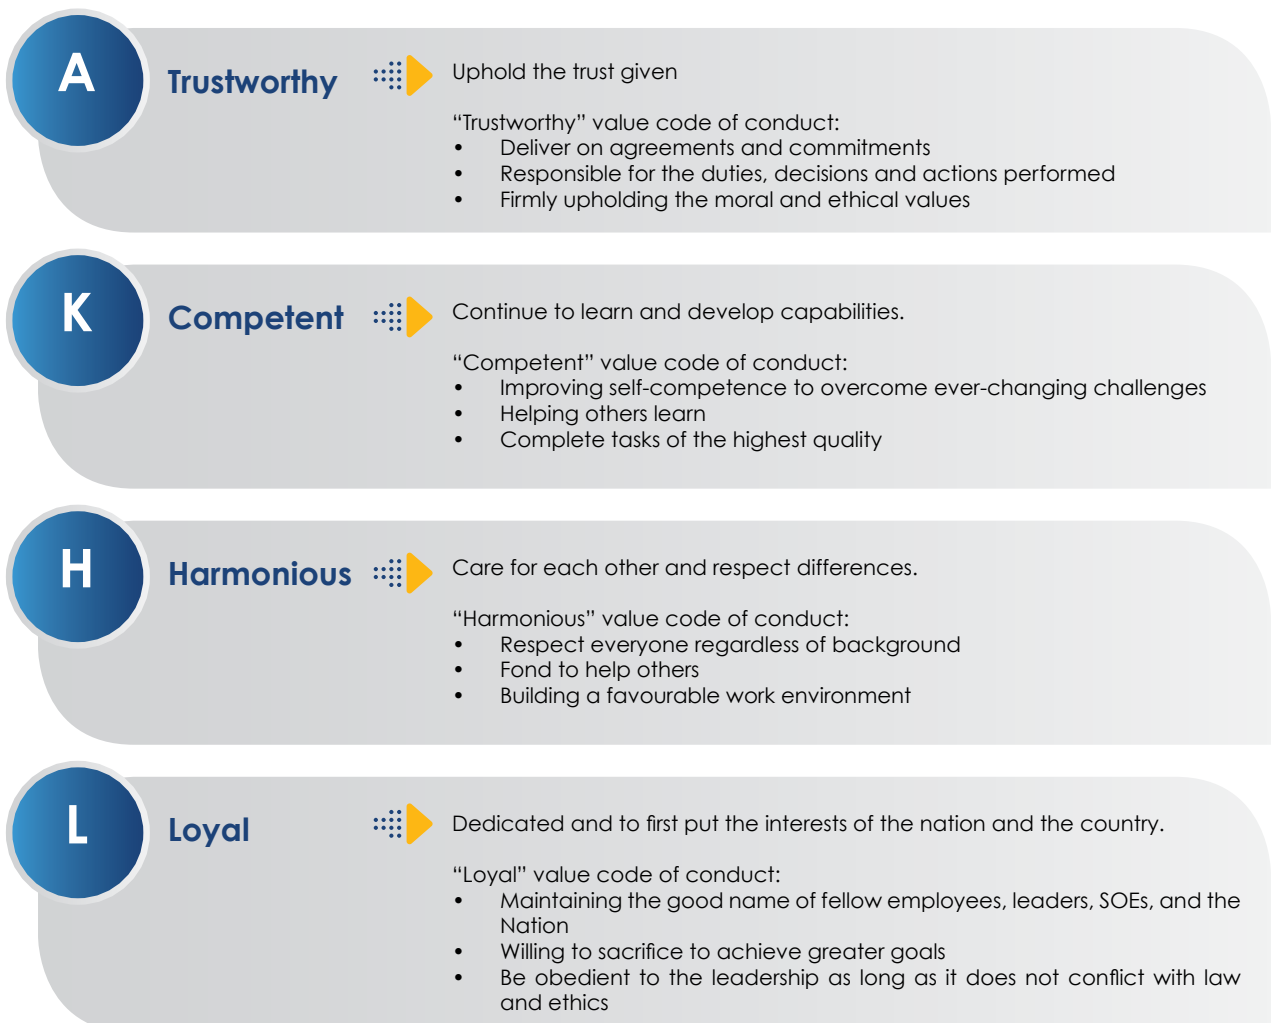 A
Trustworthy
Uphold the trust given
“Trustworthy” value code of conduct:
• Deliver on agreements and commitments
• Responsible for the duties, decisions and actions performed
• Firmly upholding the moral and ethical values
K
Competent
Continue to learn and develop capabilities.
“Competent” value code of conduct:
• Improving self-competence to overcome ever-changing challenges
• Helping others learn
• Complete tasks of the highest quality
H
Harmonious
Care for each other and respect differences.
“Harmonious” value code of conduct:
• Respect everyone regardless of background
• Fond to help others
• Building a favourable work environment
L
Loyal
Dedicated and to first put the interests of the nation and the country.
“Loyal” value code of conduct:
• Maintaining the good name of fellow employees, leaders, SOEs, and the
Nation
• Willing to sacrifice to achieve greater goals
• Be obedient to the leadership as long as it does not conflict with law
and ethics